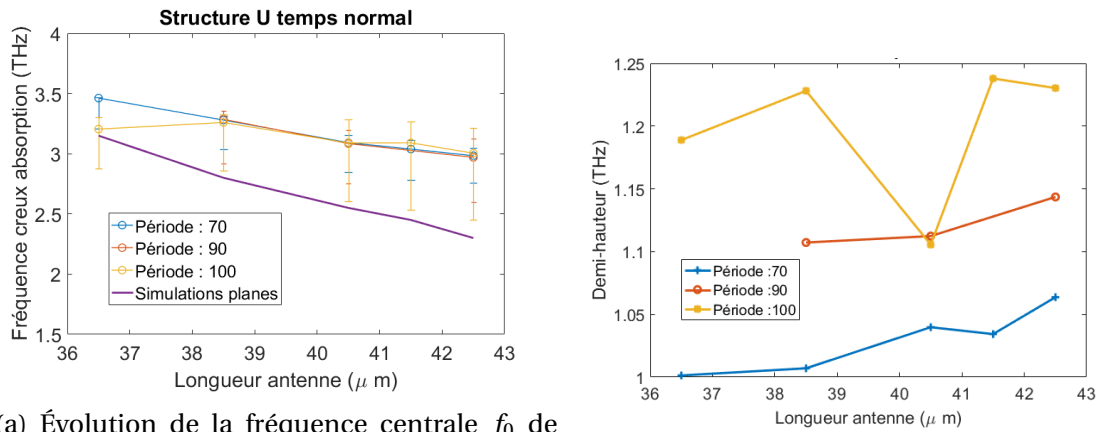 Structure U temps normal
Fréquence creux absorption (THz)
4
3.5
3
2.5
2
1.5
Période : 70
Période : 90
Période : 100
Simulations planes
36 37 38 39 40 41 42 43
Longueur antenne (μ m)
(a) Évolution de la fréquence centrale f0 de
Demi-hauteur (THz)
1.25
1.2
1.15
1.1
1.05
1
Période :70
Période :90
Période :100
36 37 38 39 40 41 42 43
Longueur antenne (μ m)